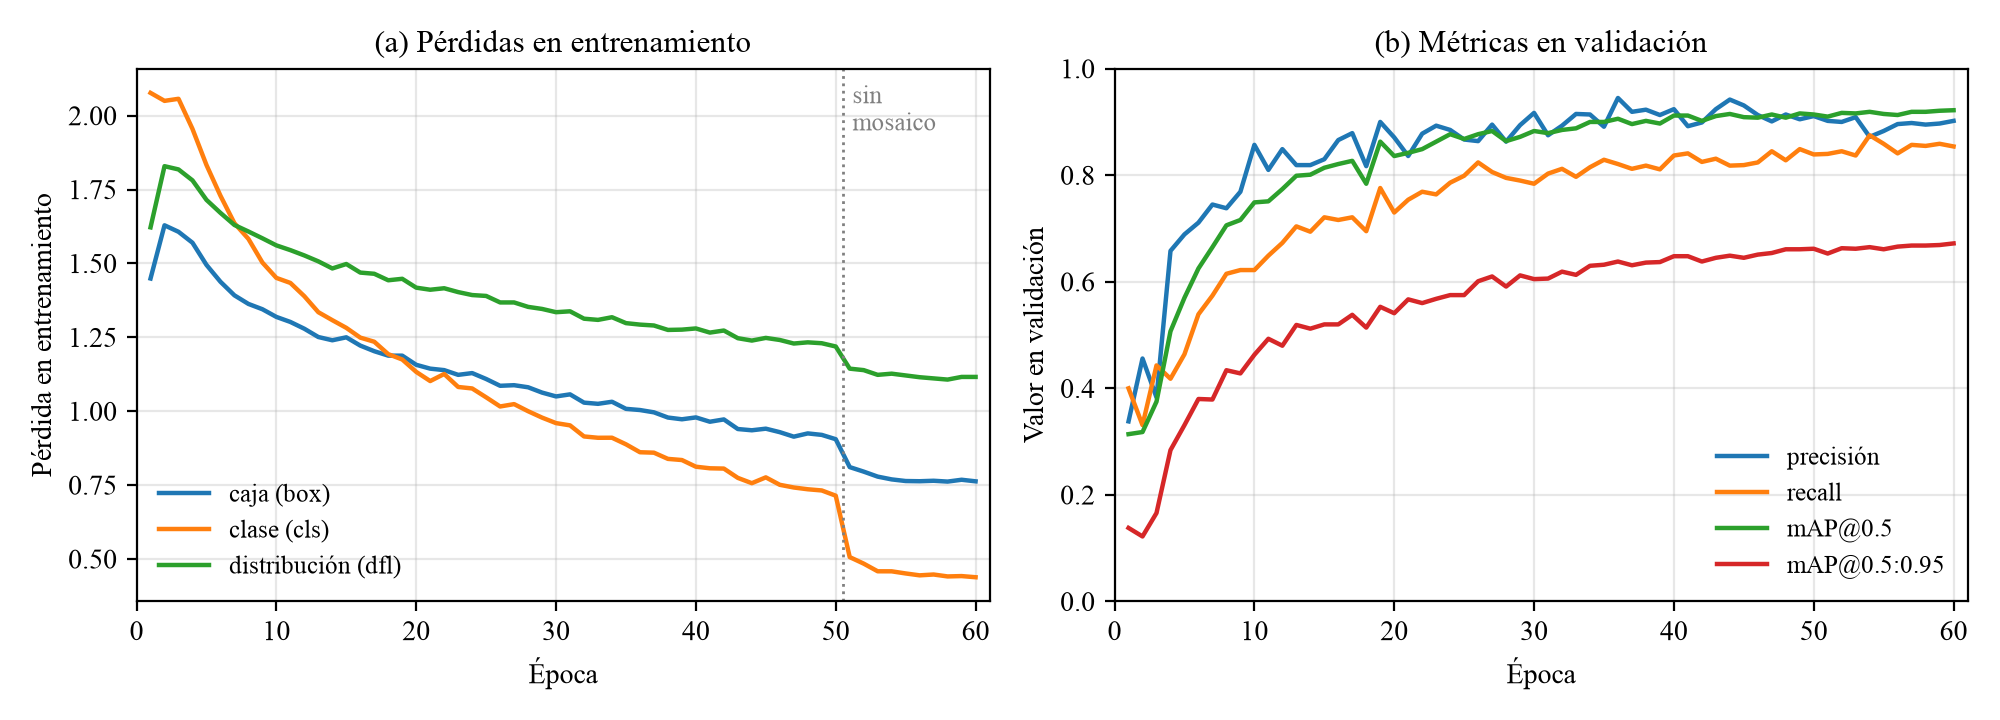 (a) Pérdidas en entrenamiento
Pérdida en entrenamiento
2.00
1.75
1.50
1.25
1.00
0.75
0.50
sin
mosaico
caja (box)
clase (cls)
distribución (dfl)
0 10 20 30 40 50 60
Época
(b) Métricas en validación
Valor en validación
1.0
0.8
0.6
0.4
0.2
0.0
precisión
recall
mAP@0.5
mAP@0.5:0.95
0 10 20 30 40 50 60
Época